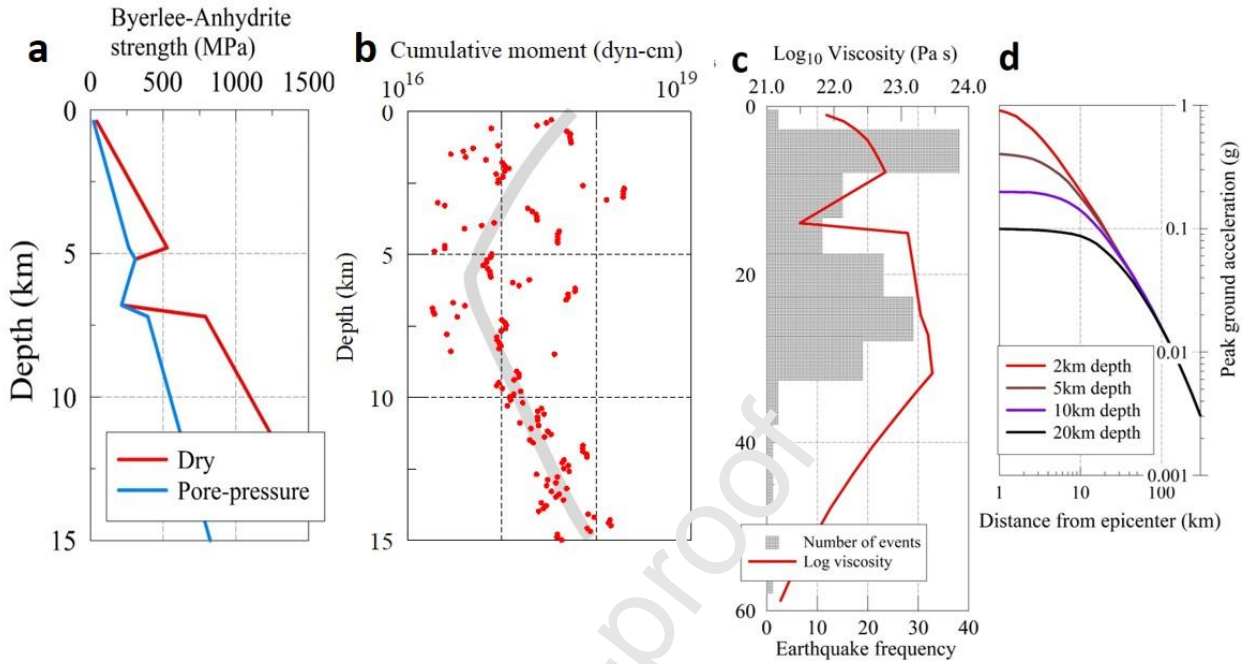 a
Byerlee-Anhydrite
strength (MPa)
0 500 1000 1500
Depth (km)
0
5
10
15
Dry
Pore-pressure
b
Cumulative moment (dyn-cm)
10^16 10^19
Depth (km)
0
5
10
15
c
Log10 Viscosity (Pa s)
21.0 22.0 23.0 24.0
0
20
40
60
Number of events
Log viscosity
0 10 20 30 40
Earthquake frequency
d
1
0.1
0.01
0.001
Peak ground acceleration (g)
2km depth
5km depth
10km depth
20km depth
1 10 100
Distance from epicenter (km)
proof